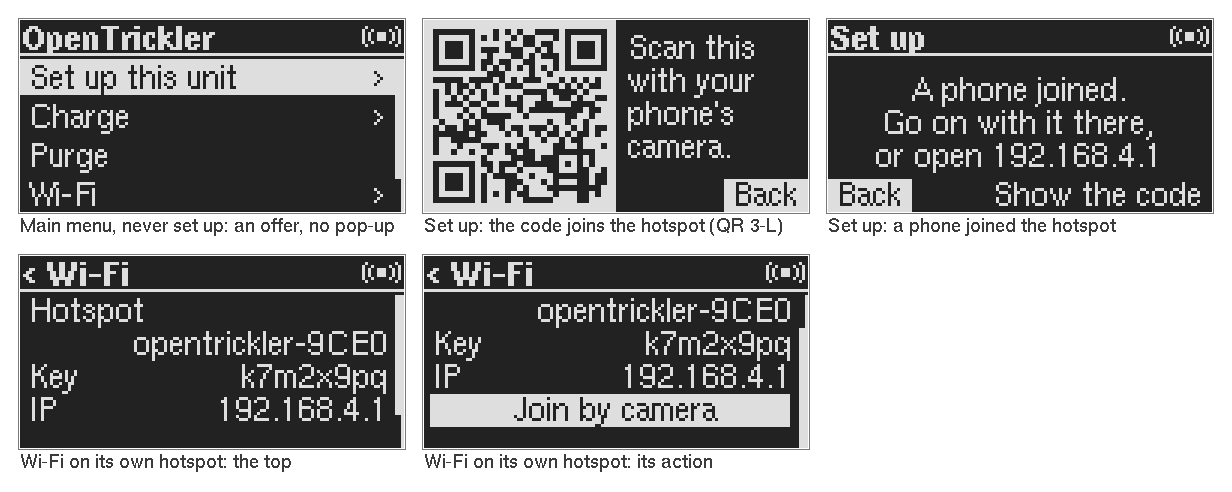 OpenTrickler
Set up this unit >
Charge >
Purge
Wi-Fi >
Main menu, never set up: an offer, no pop-up
Scan this
with your
phone's
camera..
Back
Set up: the code joins the hotspot (QR 3-L)
Set up
A phone joined.
Go on with it there,
or open 192.168.4.1
Back Show the code
Set up: a phone joined the hotspot
< Wi-Fi
Hotspot
opentrickler-9CE0
Key k7m2x9pq
IP 192.168.4.1
Wi-Fi on its own hotspot: the top
< Wi-Fi
opentrickler-9CE0
Key k7m2x9pq
IP 192.168.4.1
Join by camera
Wi-Fi on its own hotspot: its action